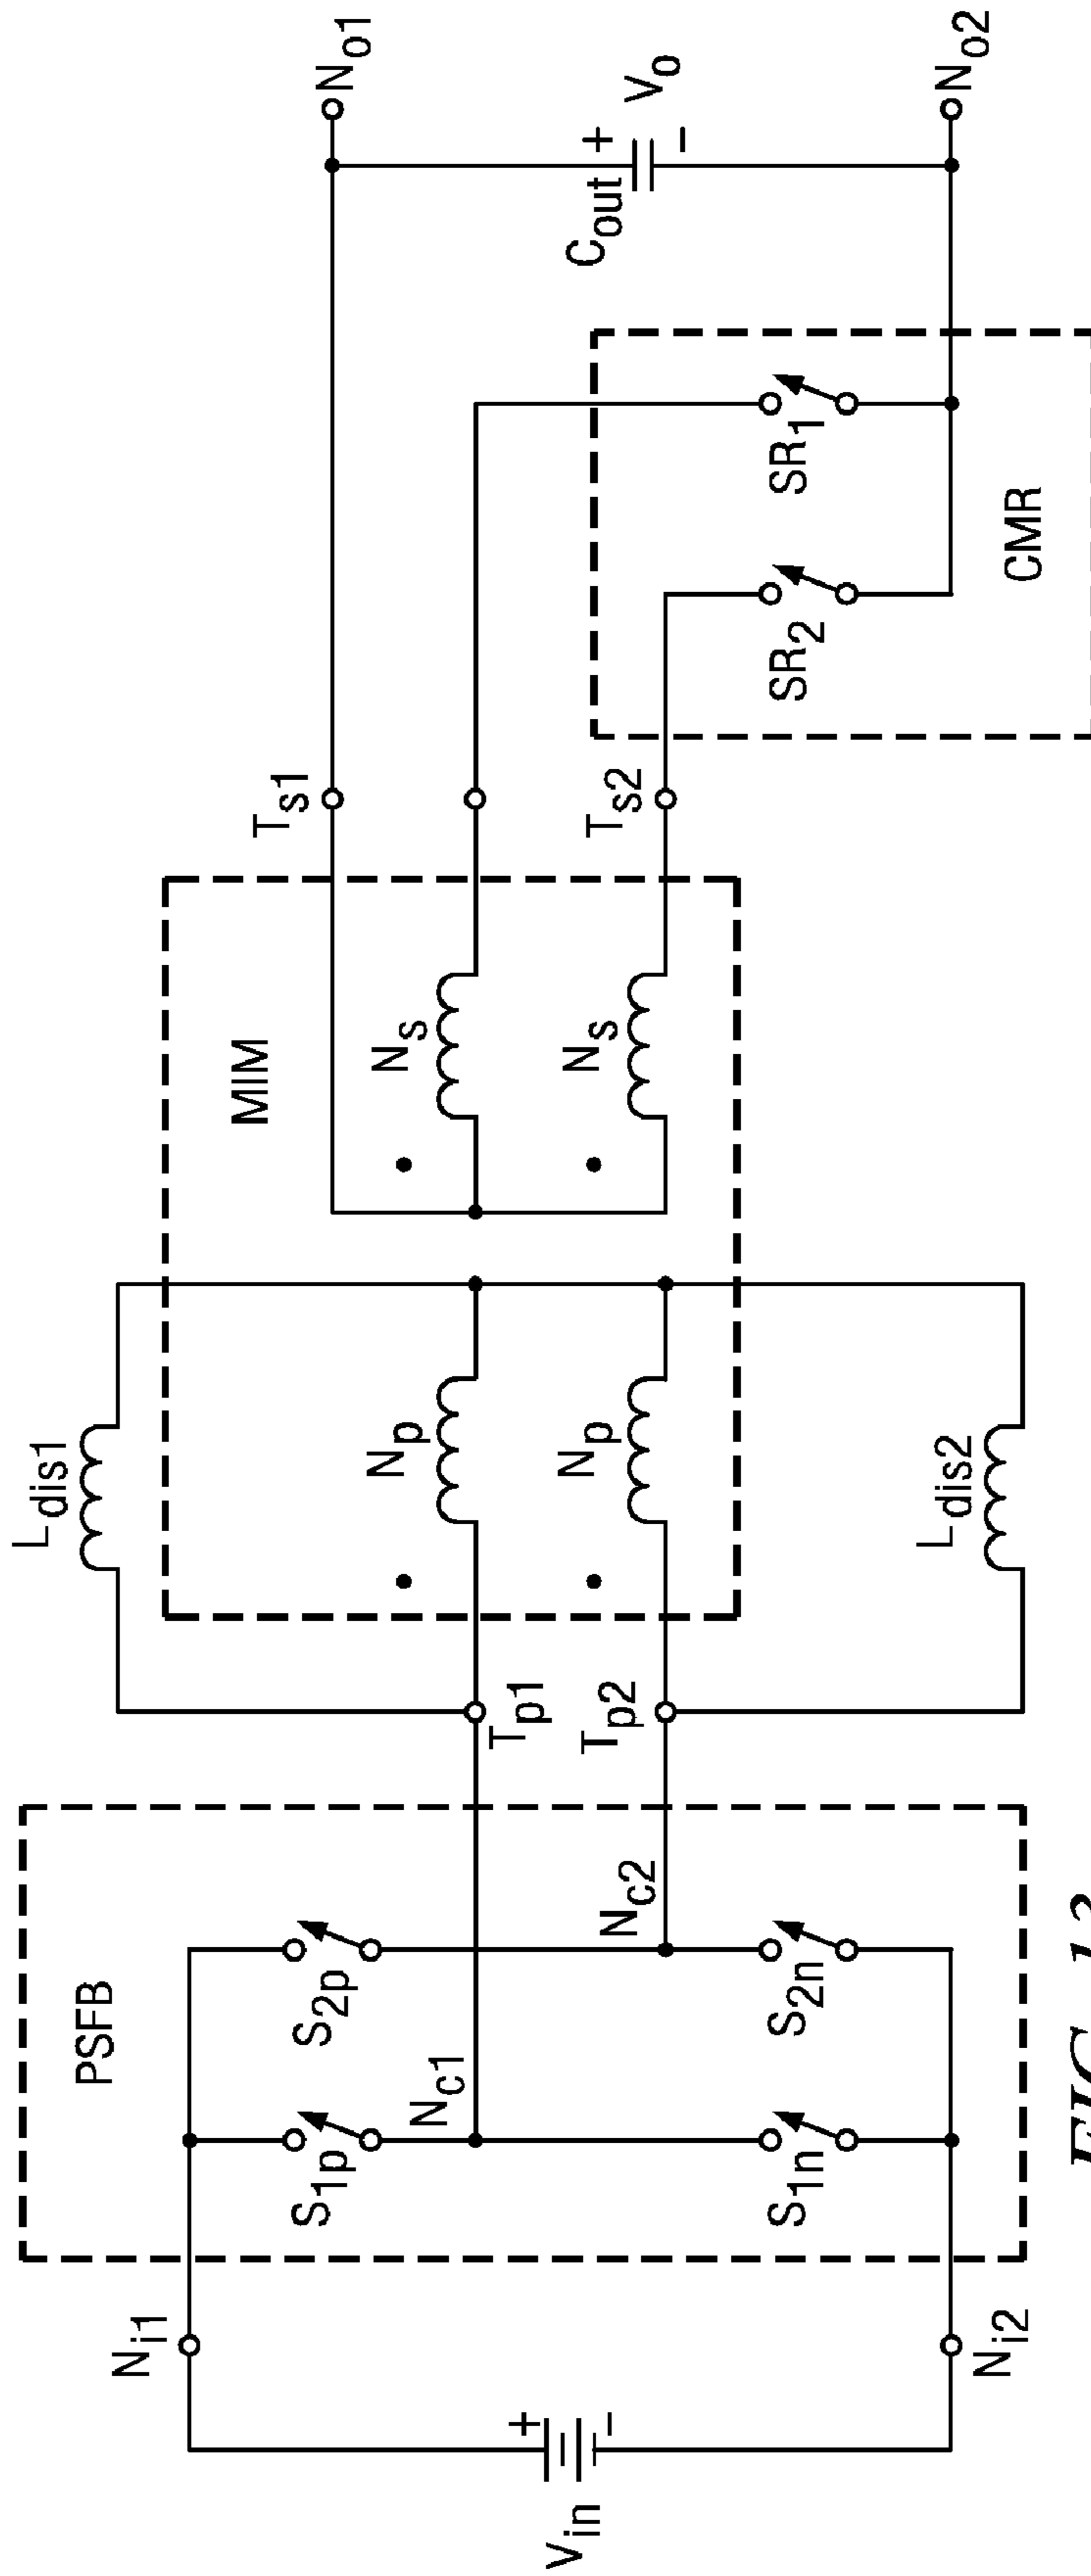 V_in
+
−
N_i1
N_i2
PSFB
S_1p
S_2p
N_c1
N_c2
S_1n
S_2n
T_p1
T_p2
L_dis1
L_dis2
MIM
N_p
N_p
N_s
N_s
T_s1
T_s2
SR_2
SR_1
CMR
C_out
+
−
V_o
N_o1
N_o2